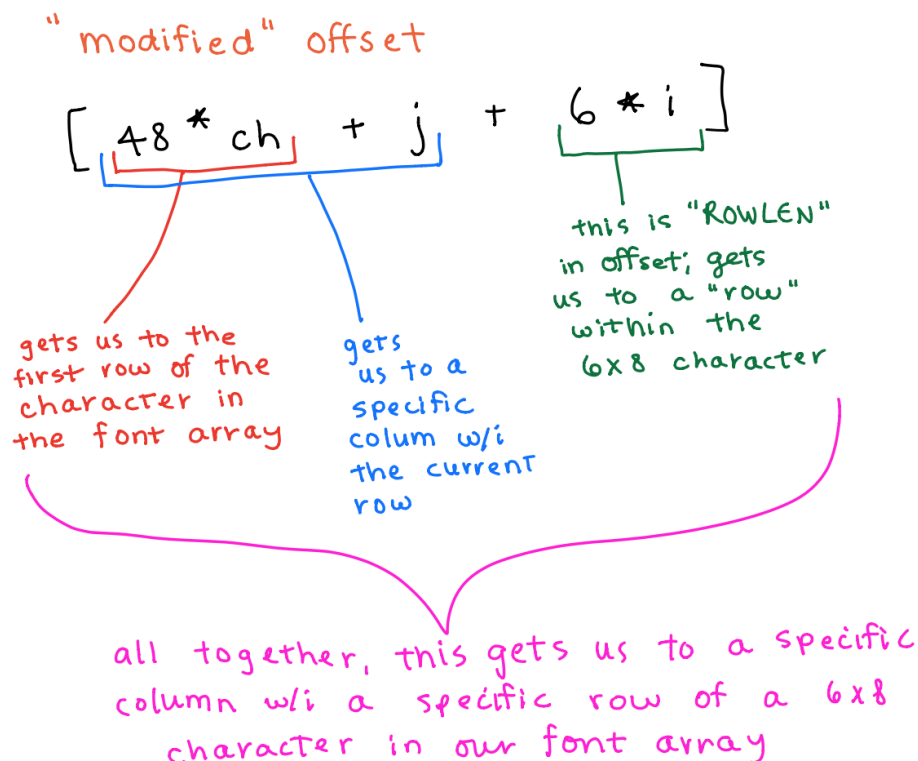 "modified" offset
[ 48 * ch + j + 6 * i ]
gets us to the
first row of the
character in
the font array
gets
us to a
specific
colum w/i
the current
row
this is "ROWLEN"
in offset; gets
us to a "row"
within the
6x8 character
all together, this gets us to a specific
column w/i a specific row of a 6x8
character in our font array